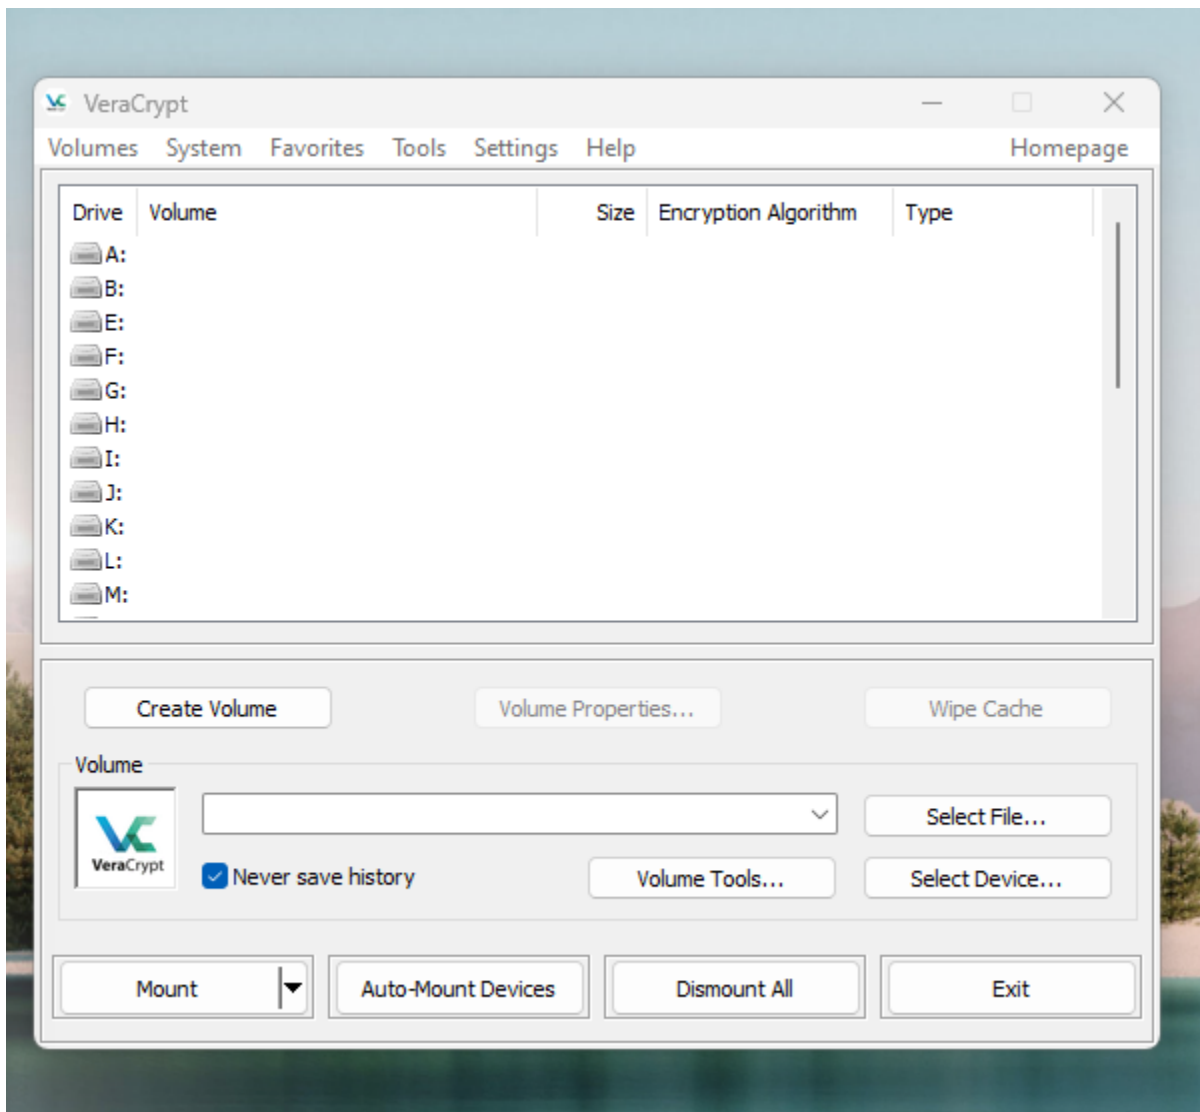 VeraCrypt
Volumes System Favorites Tools Settings Help Homepage
Drive Volume Size Encryption Algorithm Type
A:
B:
E:
F:
G:
H:
I:
J:
K:
L:
M:
Create Volume Volume Properties... Wipe Cache
Volume
VeraCrypt
Select File...
Never save history Volume Tools... Select Device...
Mount Auto-Mount Devices Dismount All Exit